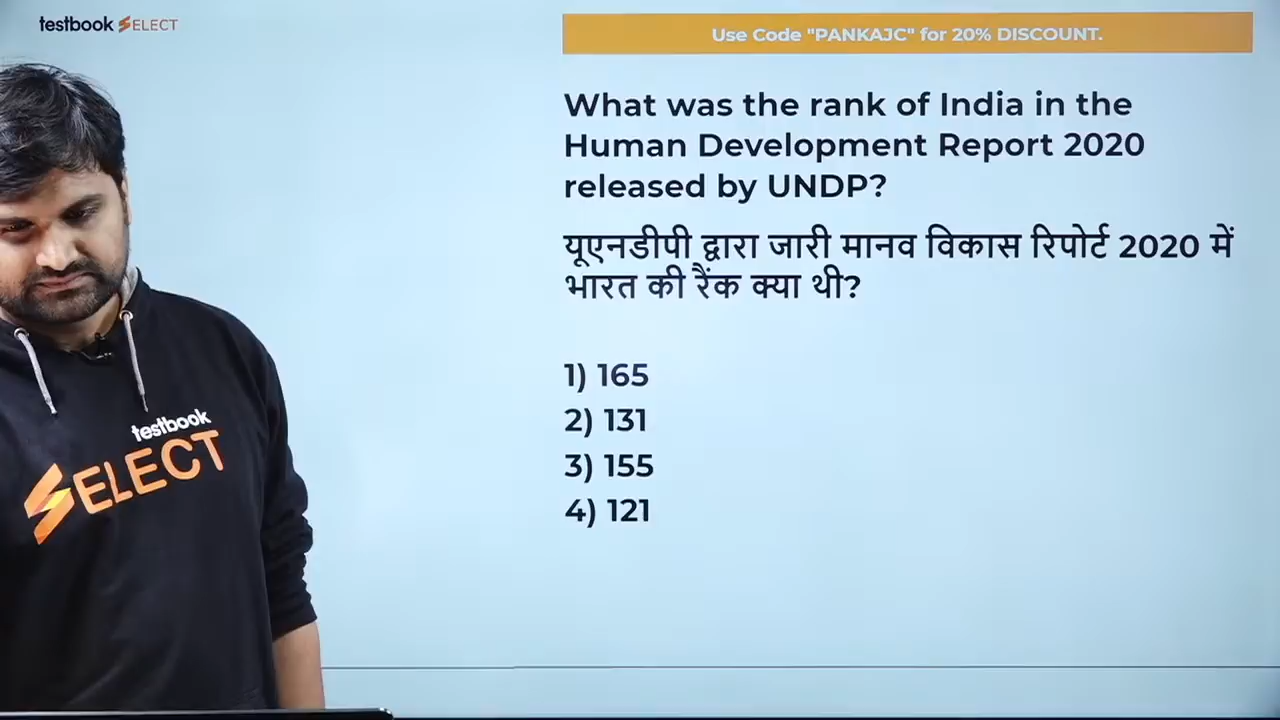 testbook SELECT
Use Code "PANKAJC" for 20% DISCOUNT.
What was the rank of India in the
Human Development Report 2020
released by UNDP?
यूएनडीपी द्वारा जारी मानव विकास रिपोर्ट 2020 में
भारत की रैंक क्या थी?
1) 165
2) 131
3) 155
4) 121
testbook
SELECT